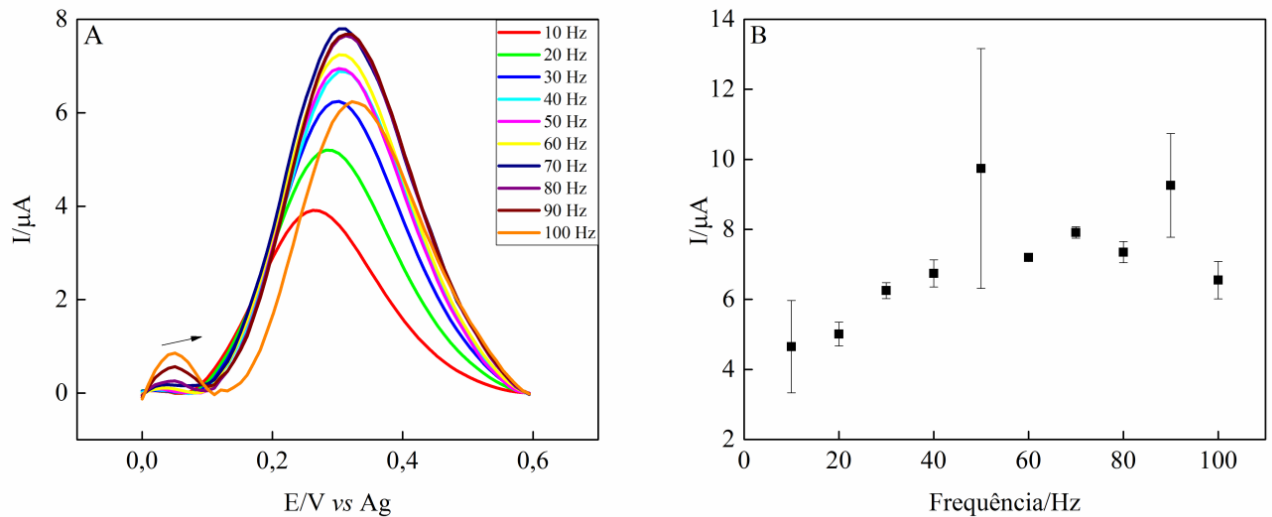 A
8
6
4
2
0
I/µA
0,0
0,2
0,4
0,6
E/V vs Ag
10 Hz
20 Hz
30 Hz
40 Hz
50 Hz
60 Hz
70 Hz
80 Hz
90 Hz
100 Hz
B
14
12
10
8
6
4
2
I/µA
0
20
40
60
80
100
Frequência/Hz